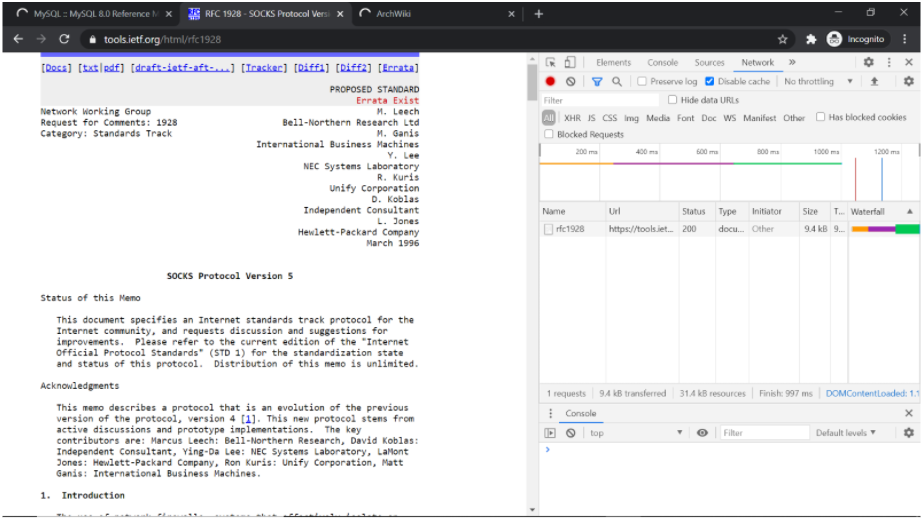 MySQL :: MySQL 8.0 Reference M
RFC 1928 - SOCKS Protocol Versi
ArchWiki
tools.ietf.org/html/rfc1928
Incognito
[Docs] [txt|pdf] [draft-ietf-aft-...] [Tracker] [Diff1] [Diff2] [Errata]
PROPOSED STANDARD
Errata Exist
Network Working Group M. Leech
Request for Comments: 1928 Bell-Northern Research Ltd
Category: Standards Track M. Ganis
International Business Machines
Y. Lee
NEC Systems Laboratory
R. Kuris
Unify Corporation
D. Koblas
Independent Consultant
L. Jones
Hewlett-Packard Company
March 1996
SOCKS Protocol Version 5
Status of this Memo
This document specifies an Internet standards track protocol for the
Internet community, and requests discussion and suggestions for
improvements. Please refer to the current edition of the "Internet
Official Protocol Standards" (STD 1) for the standardization state
and status of this protocol. Distribution of this memo is unlimited.
Acknowledgments
This memo describes a protocol that is an evolution of the previous
version of the protocol, version 4 [1]. This new protocol stems from
active discussions and prototype implementations. The key
contributors are: Marcus Leech: Bell-Northern Research, David Koblas:
Independent Consultant, Ying-Da Lee: NEC Systems Laboratory, LaMont
Jones: Hewlett-Packard Company, Ron Kuris: Unify Corporation, Matt
Ganis: International Business Machines.
1. Introduction
Elements Console Sources Network
Preserve log Disable cache No throttling
Filter Hide data URLs
All XHR JS CSS Img Media Font Doc WS Manifest Other Has blocked cookies
Blocked Requests
200 ms 400 ms 600 ms 800 ms 1000 ms 1200 ms
Name Url Status Type Initiator Size T... Waterfall
rfc1928 https://tools.iet... 200 docu... Other 9.4 kB 9...
1 requests 9.4 kB transferred 31.4 kB resources Finish: 997 ms DOMContentLoaded: 1.1
Console
top Filter Default levels